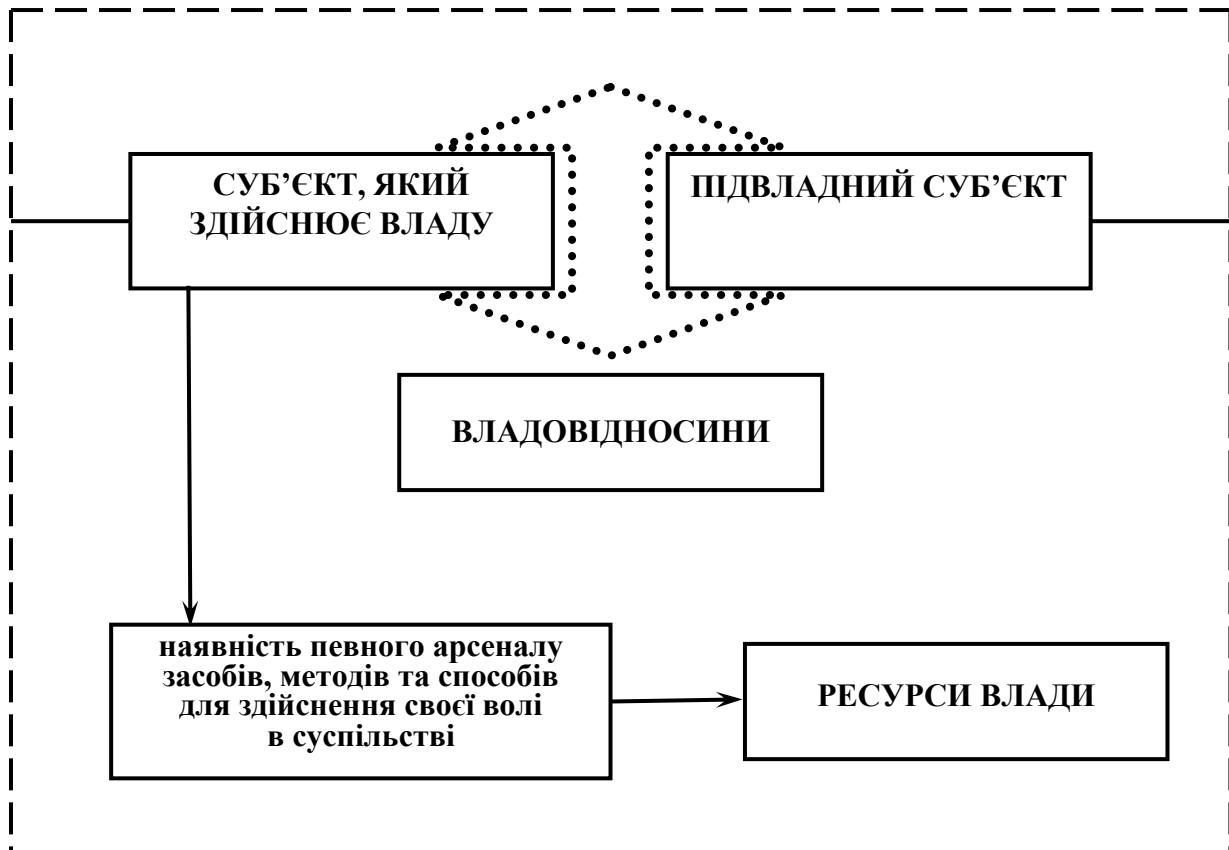 СУБ’ЄКТ, ЯКИЙ
ЗДІЙСНЮЄ ВЛАДУ
ПІДВЛАДНИЙ СУБ’ЄКТ
ВЛАДОВІДНОСИНИ
наявність певного арсеналу
засобів, методів та способів
для здійснення своєї волі
в суспільстві
РЕСУРСИ ВЛАДИ